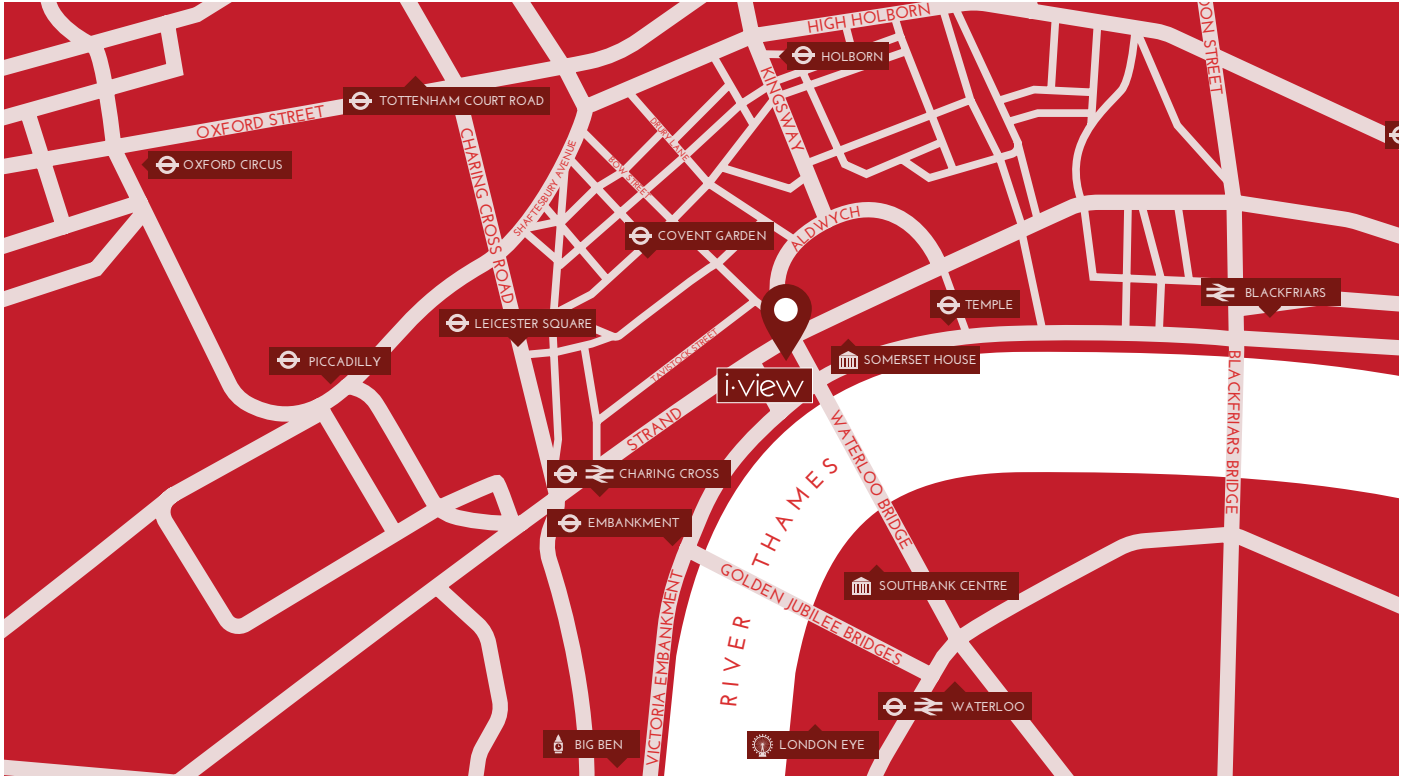 HIGH HOLBORN
DON STREET
HOLBORN
KINGSWAY
TOTTENHAM COURT ROAD
OXFORD STREET
OXFORD CIRCUS
CHARING CROSS ROAD
SHAFTESBURY AVENUE
DRURY LANE
BOW STREET
COVENT GARDEN
ALDWYCH
BLACKFRIARS
TEMPLE
LEICESTER SQUARE
PICCADILLY
TAVISTOCK STREET
SOMERSET HOUSE
i·view
STRAND
WATERLOO BRIDGE
BLACKFRIARS BRIDGE
CHARING CROSS
EMBANKMENT
RIVER THAMES
GOLDEN JUBILEE BRIDGES
SOUTHBANK CENTRE
VICTORIA EMBANKMENT
WATERLOO
BIG BEN
LONDON EYE